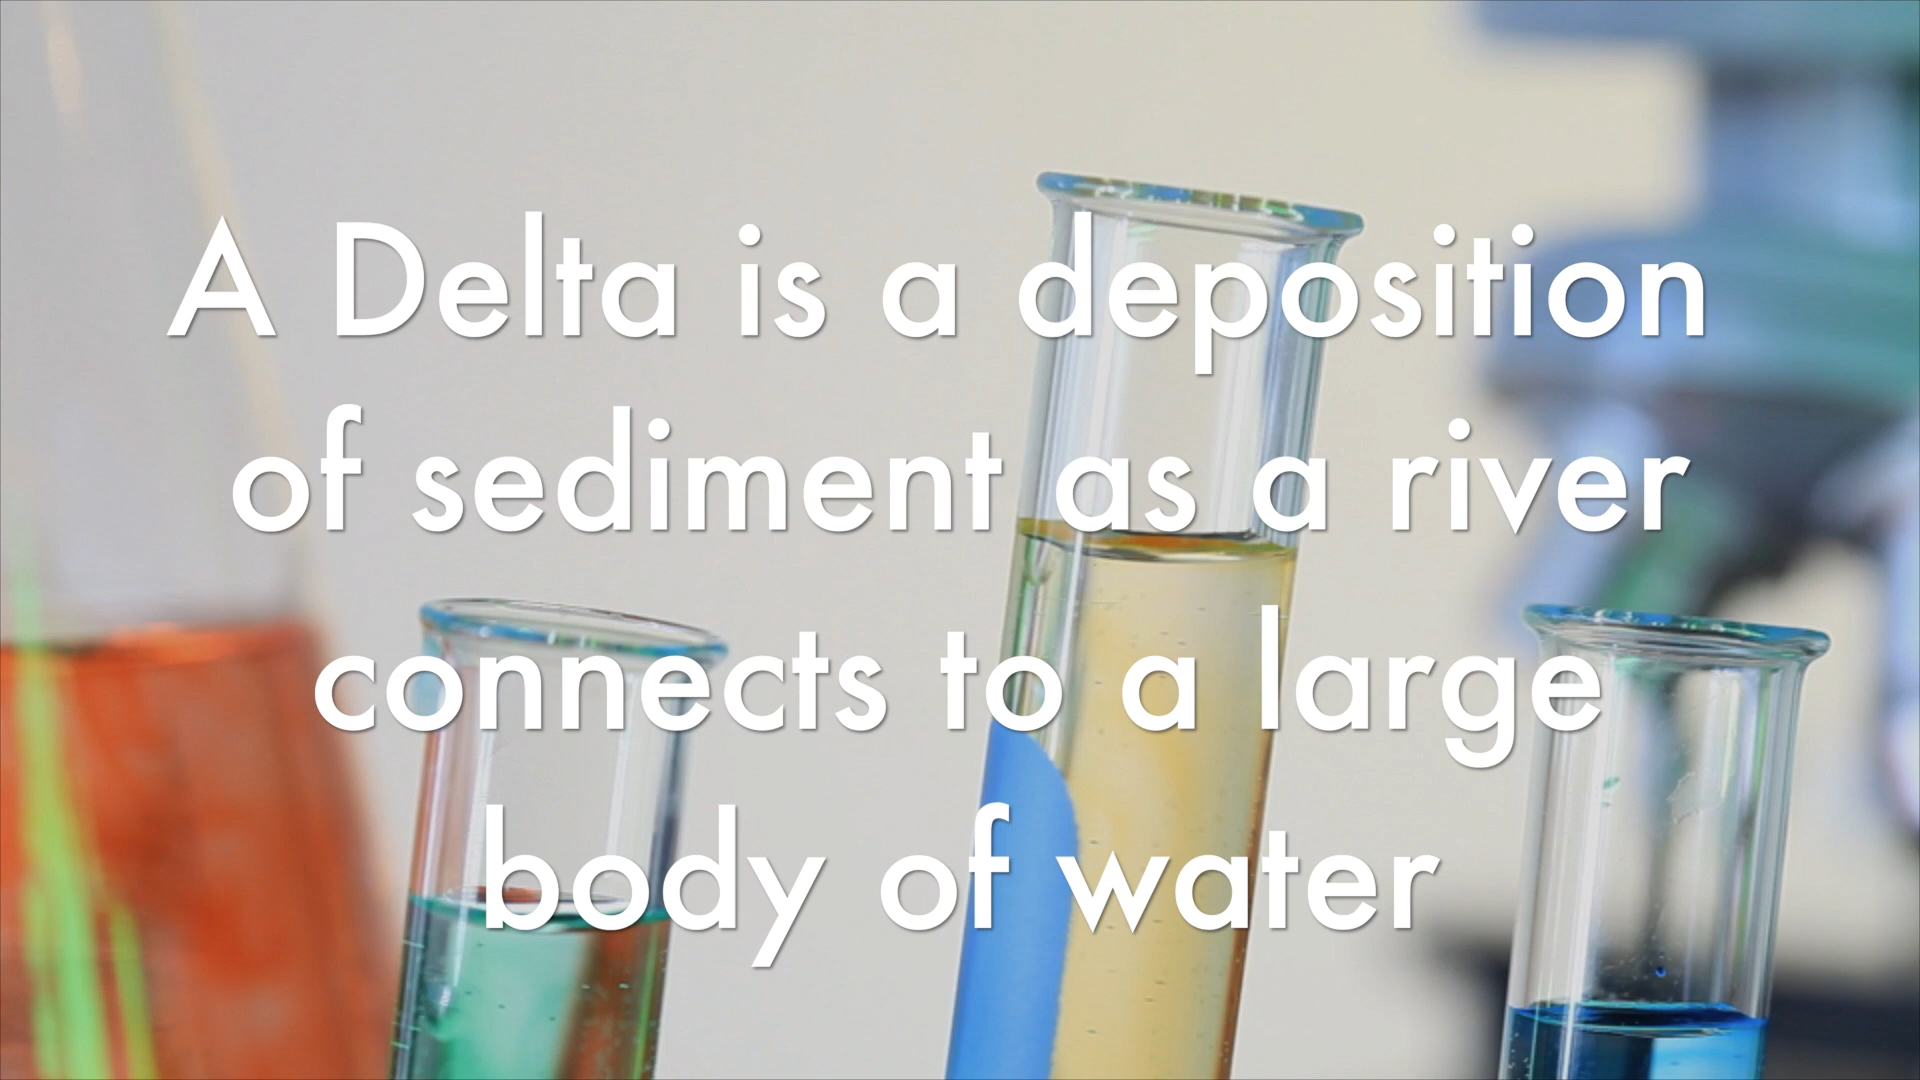 A Delta is a deposition
of sediment as a river
connects to a large
body of water